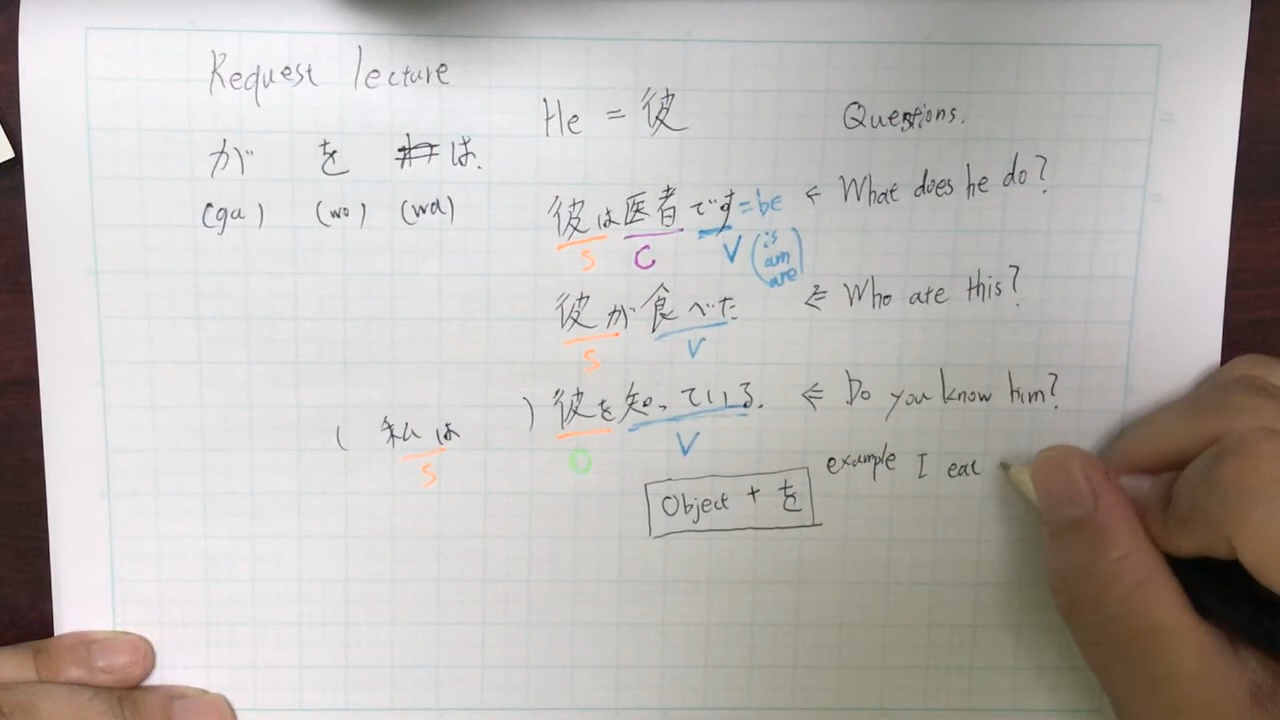 Request lecture
が を は.
(ga) (wo) (wa)
He = 彼
Questions.
彼は医者です =be ← What does he do?
S C V (is am are)
彼が食べた ⇐ Who ate this?
S V
( 私は ) 彼を知っている. ⇐ Do you know him?
S O V
Object + を
example I eat